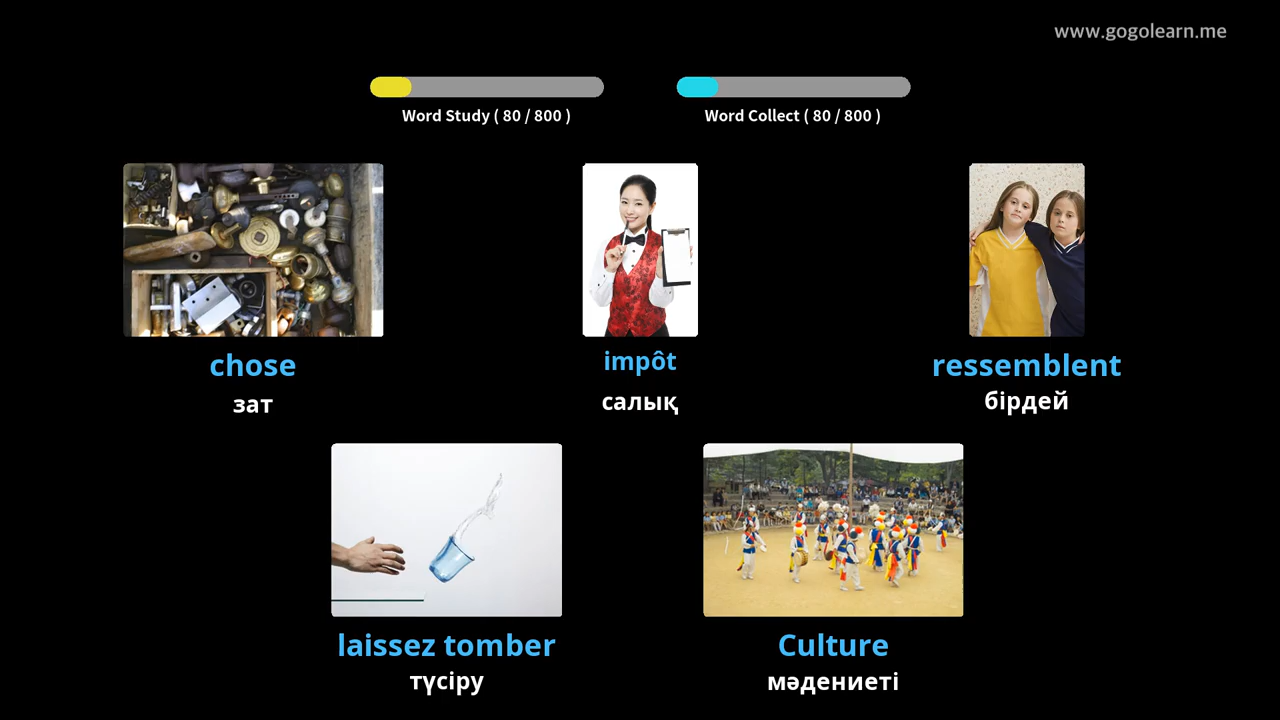 www.gogolearn.me
Word Study ( 80 / 800 )
Word Collect ( 80 / 800 )
chose
зат
impôt
салық
ressemblent
бірдей
laissez tomber
түсіру
Culture
мәдениеті